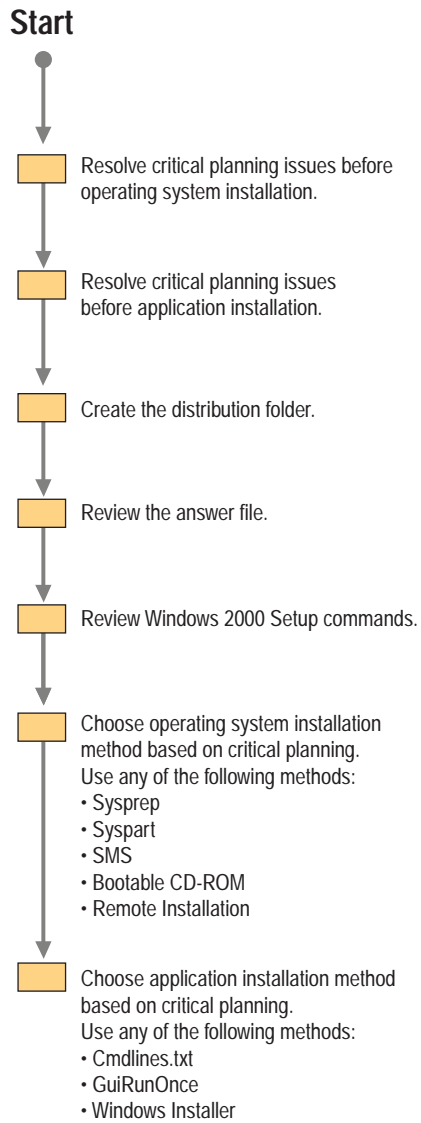 Start
Resolve critical planning issues before
operating system installation.
Resolve critical planning issues
before application installation.
Create the distribution folder.
Review the answer file.
Review Windows 2000 Setup commands.
Choose operating system installation
method based on critical planning.
Use any of the following methods:
• Sysprep
• Syspart
• SMS
• Bootable CD-ROM
• Remote Installation
Choose application installation method
based on critical planning.
Use any of the following methods:
• Cmdlines.txt
• GuiRunOnce
• Windows Installer